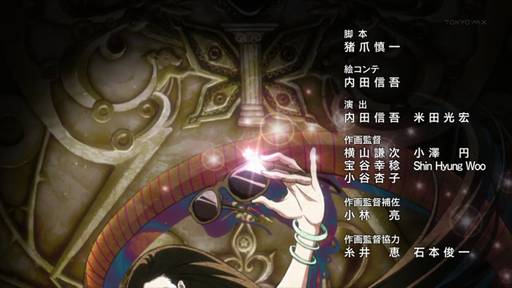 TOKYO MX
脚 本
猪 爪 慎 一
絵コンテ
内 田 信 吾
演 出
内 田 信 吾 米 田 光 宏
作画監督
横 山 謙 次 小 澤 円
宝 谷 幸 稔 Shin Hyung Woo
小 谷 杏 子
作画監督補佐
小 林 亮
作画監督協力
糸 井 恵 石 本 俊 一